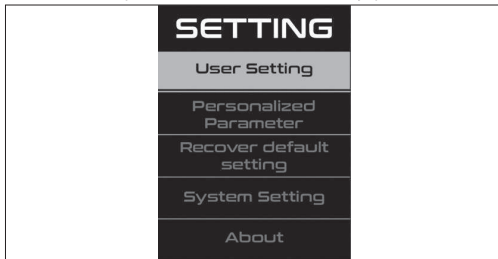 SETTING
User Setting
Personalized
Parameter
Recover default
setting
System Setting
About